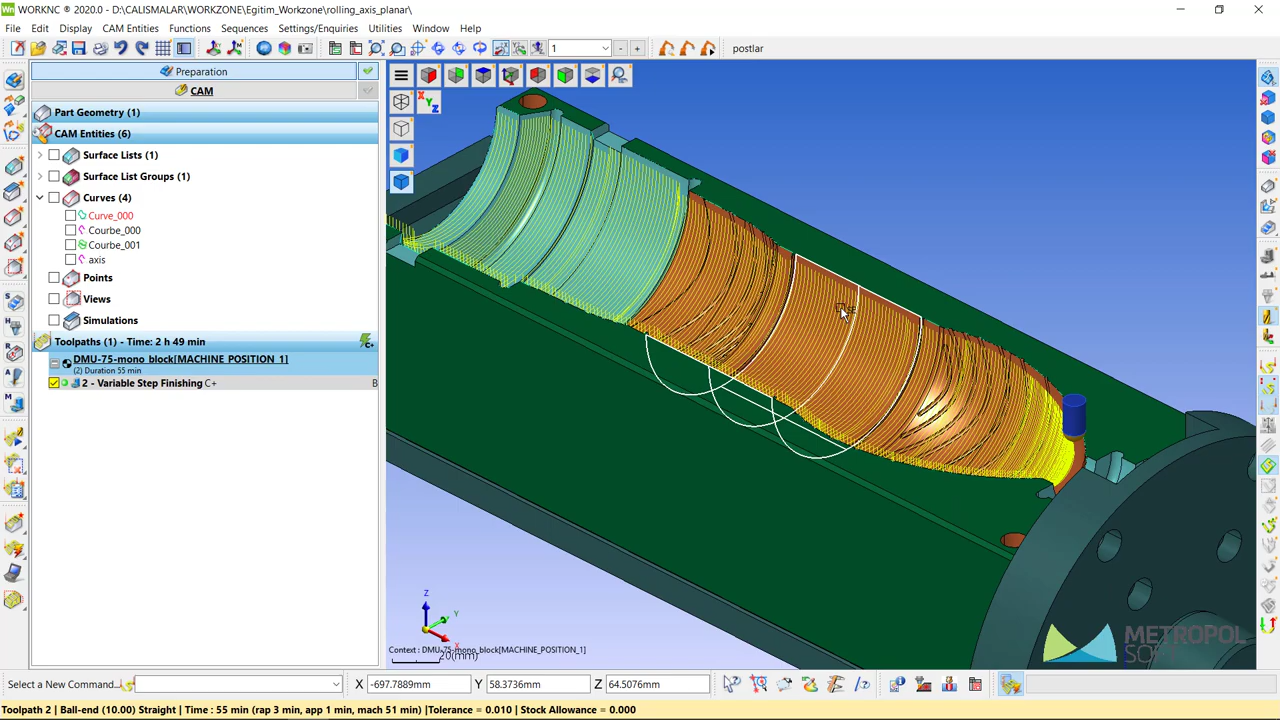 WORKNC ® 2020.0 - D:\CALISMALAR\WORKZONE\Egitim_Workzone\rolling_axis_planar\
File Edit Display CAM Entities Functions Sequences Settings/Enquiries Utilities Window Help
1 - + postlar
Preparation
CAM
Part Geometry (1)
CAM Entities (6)
Surface Lists (1)
Surface List Groups (1)
Curves (4)
Curve_000
Courbe_000
Courbe_001
axis
Points
Views
Simulations
Toolpaths (1) - Time: 2 h 49 min
DMU-75-mono_block[MACHINE_POSITION_1]
(2) Duration 55 min
2 - Variable Step Finishing C+ B
X
Y
Z
Z
Y
X
Context : DMU-75-mono_block[MACHINE_POSITION_1]
20(mm)
METROPOL
Select a New Command... X -697.7889mm Y 58.3736mm Z 64.5076mm
Toolpath 2 | Ball-end (10.00) Straight | Time : 55 min (rap 3 min, app 1 min, mach 51 min) |Tolerance = 0.010 | Stock Allowance = 0.000